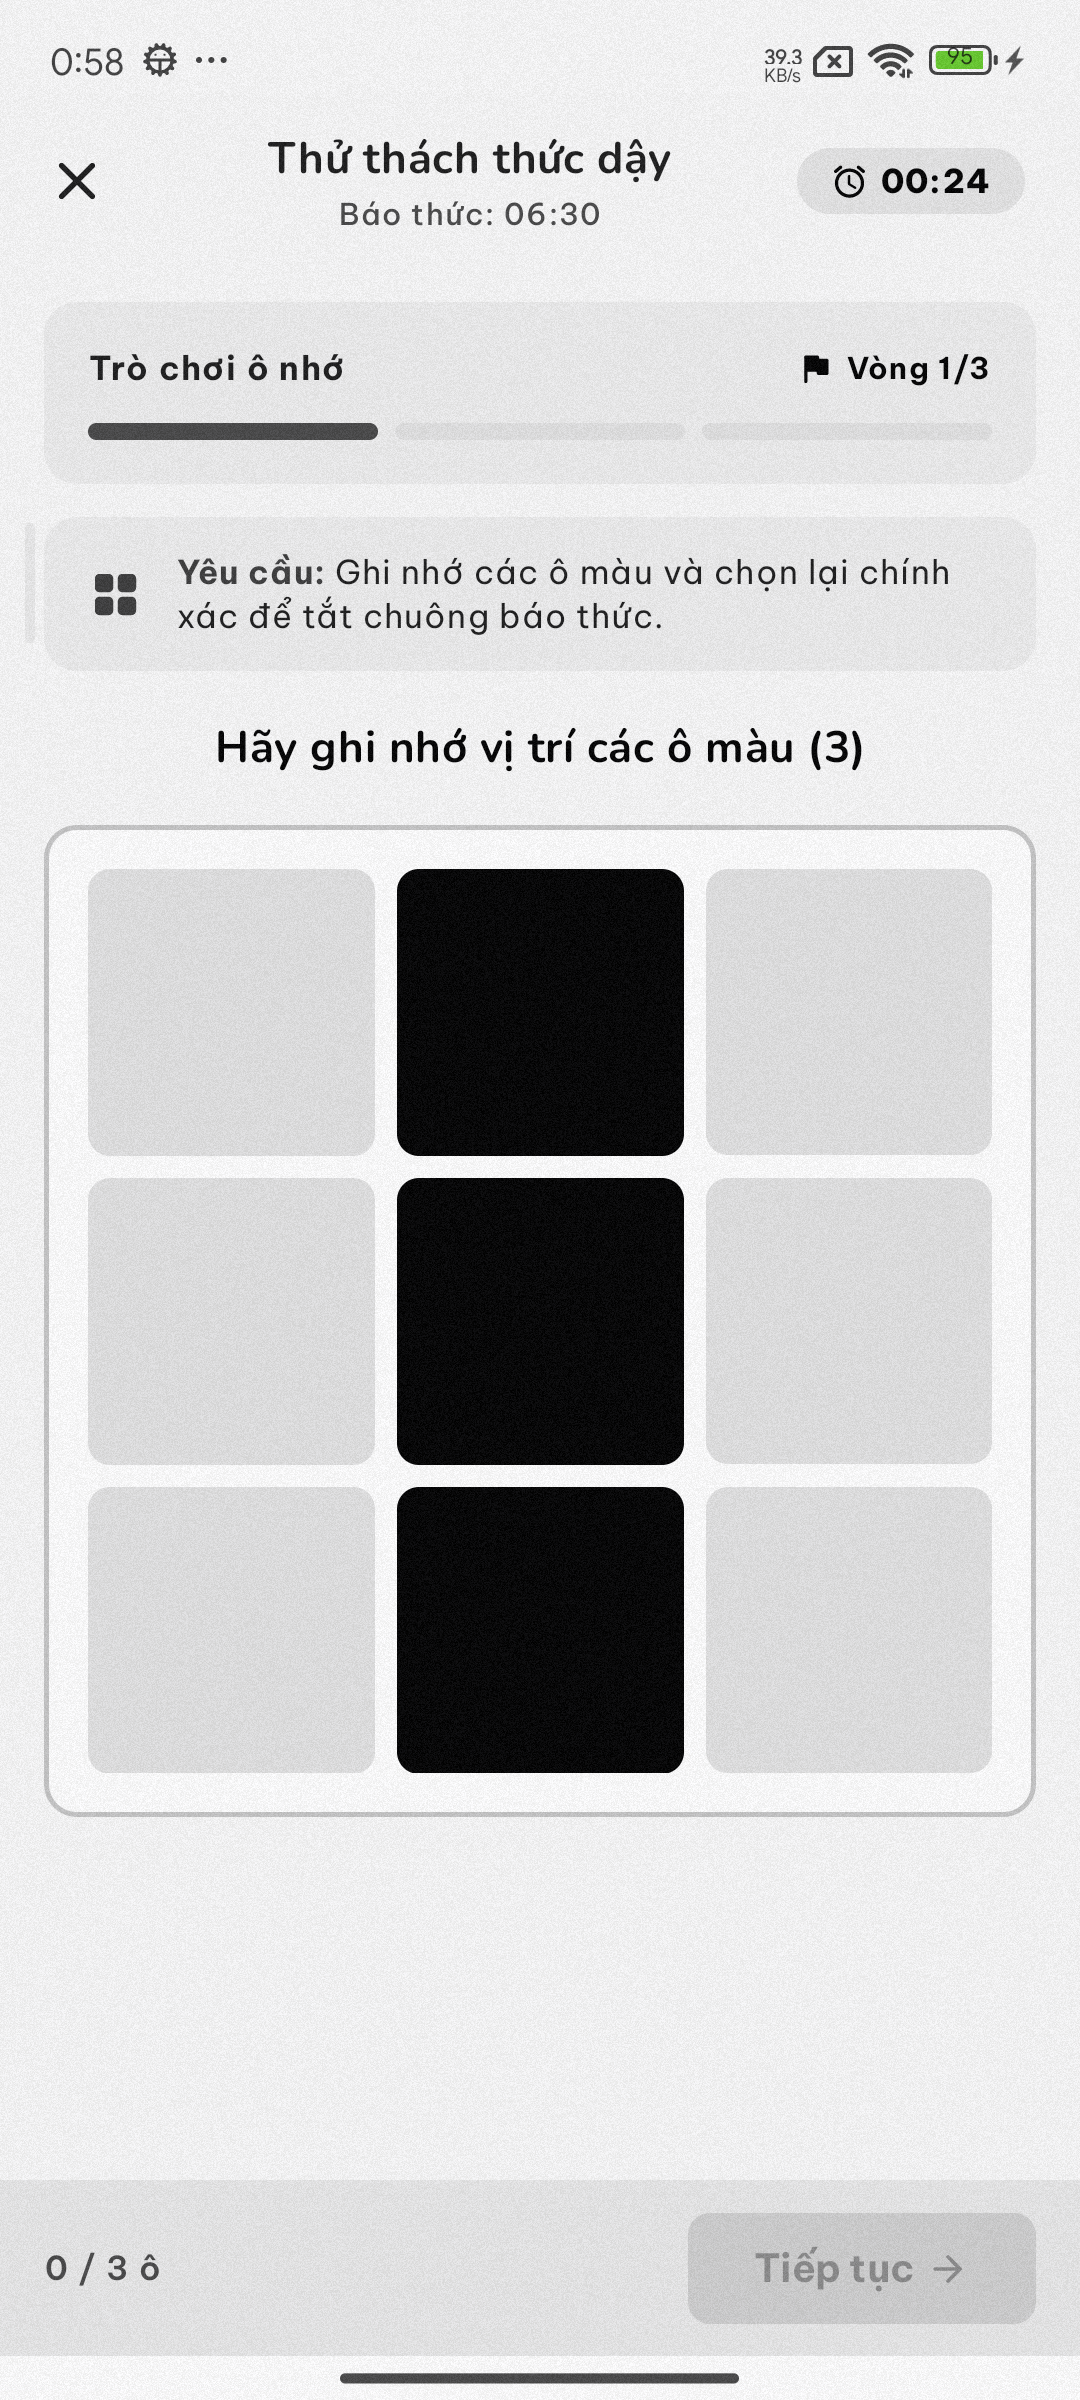 0:58
39.3
KB/s
95
Thử thách thức dậy
Báo thức: 06:30
00:24
Trò chơi ô nhớ
Vòng 1/3
Yêu cầu: Ghi nhớ các ô màu và chọn lại chính
xác để tắt chuông báo thức.
Hãy ghi nhớ vị trí các ô màu (3)
0 / 3 ô
Tiếp tục